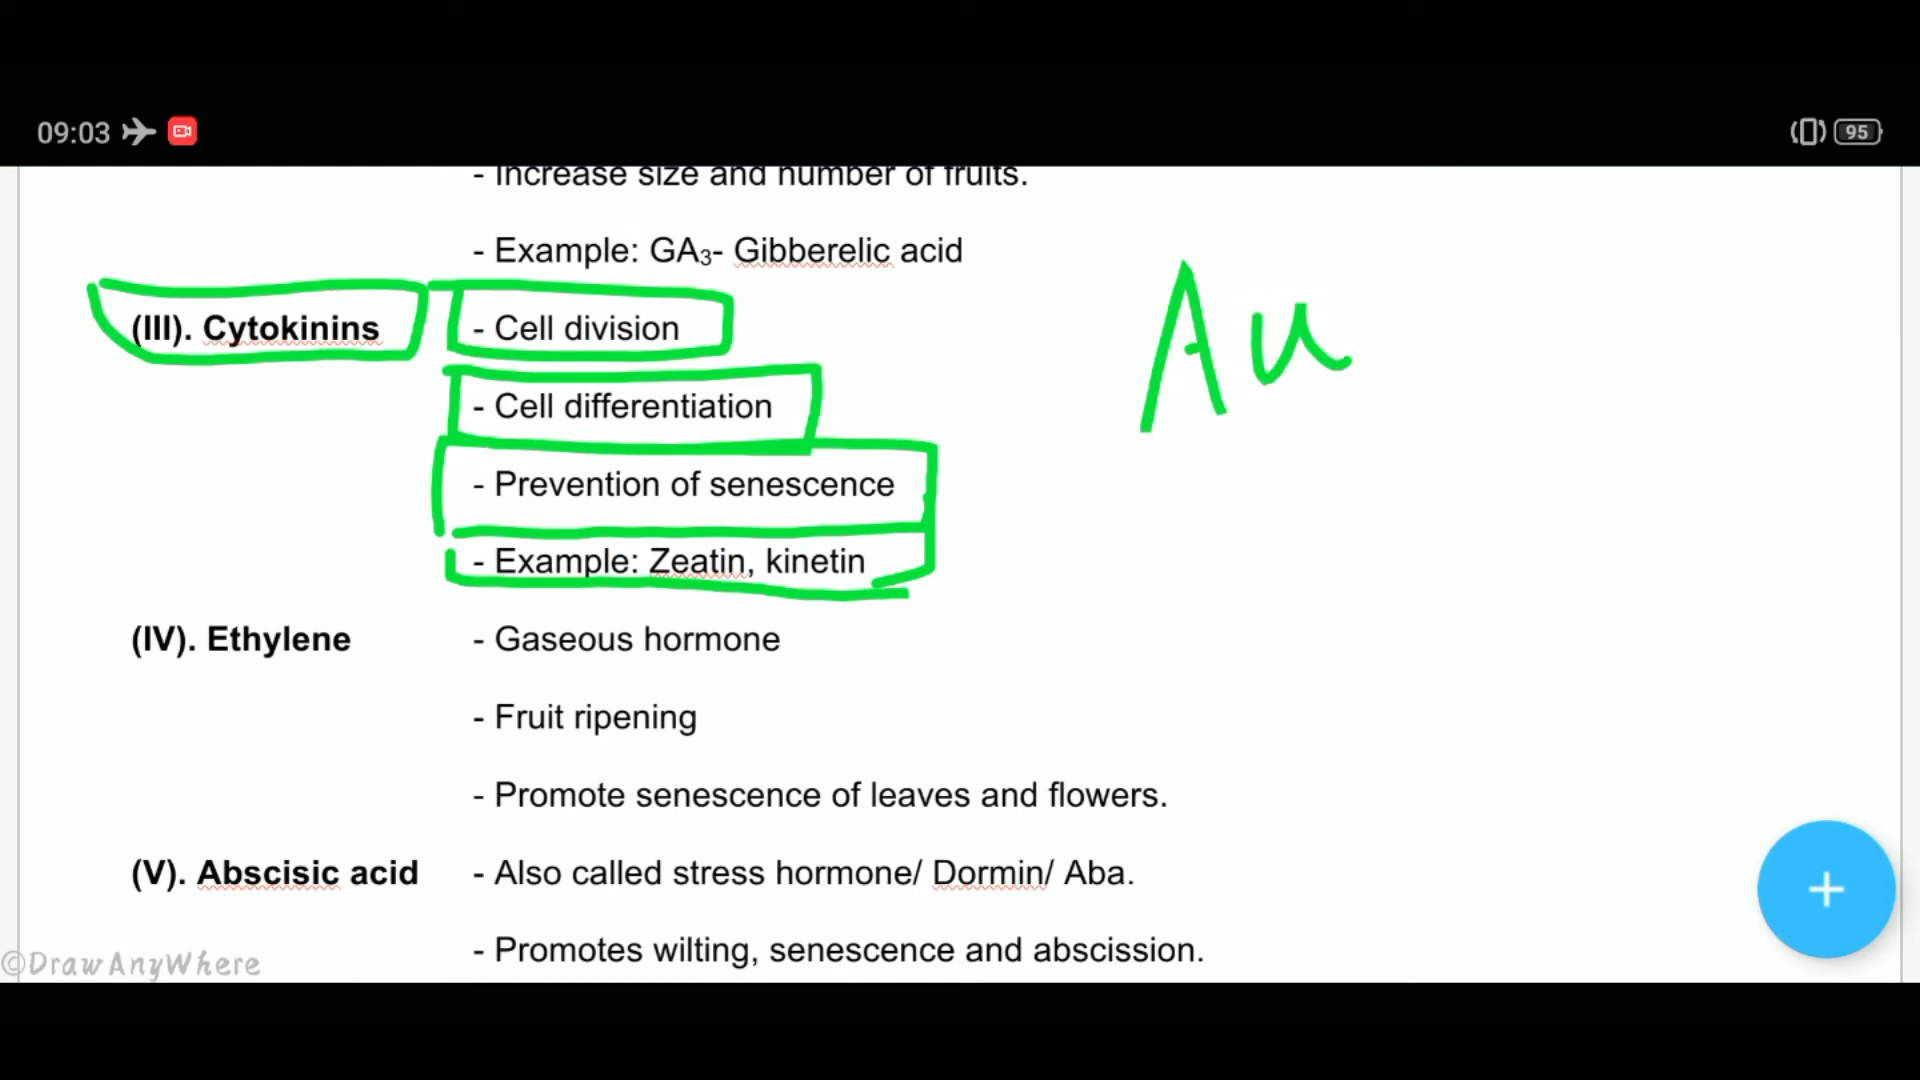 09:03
95
- Increase size and number of fruits.
- Example: GA₃- Gibberelic acid
(III). Cytokinins - Cell division
Au
- Cell differentiation
- Prevention of senescence
- Example: Zeatin, kinetin
(IV). Ethylene - Gaseous hormone
- Fruit ripening
- Promote senescence of leaves and flowers.
(V). Abscisic acid - Also called stress hormone/ Dormin/ Aba.
- Promotes wilting, senescence and abscission.
©DrawAnyWhere